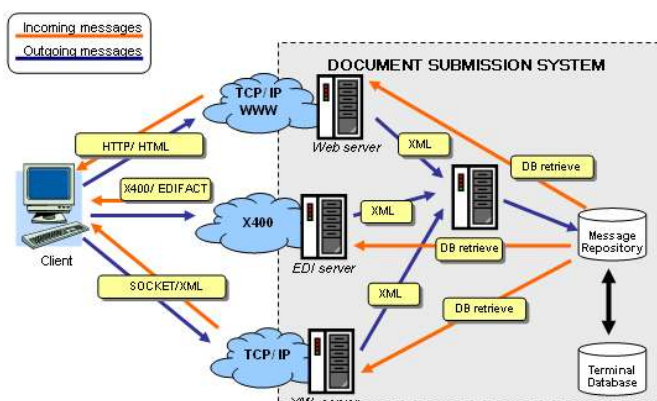 Incoming messages
Outgoing messages
DOCUMENT SUBMISSION SYSTEM
TCP/IP
WWW
Web server
HTTP/HTML
XML
DB retrieve
X400/EDIFACT
X400
XML
EDI server
DB retrieve
Message
Repository
Client
SOCKET/XML
XML
DB retrieve
TCP/IP
Terminal
Database